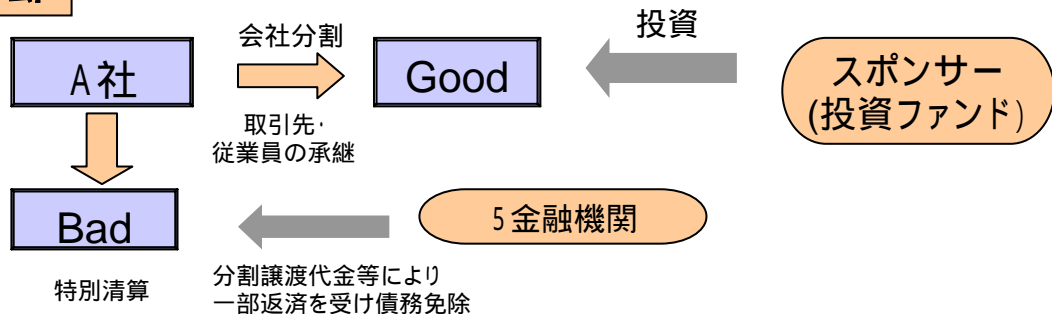 会社分割
投資
A社
Good
スポンサー
(投資ファンド)
取引先・
従業員の承継
Bad
5金融機関
特別清算
分割譲渡代金等により
一部返済を受け債務免除